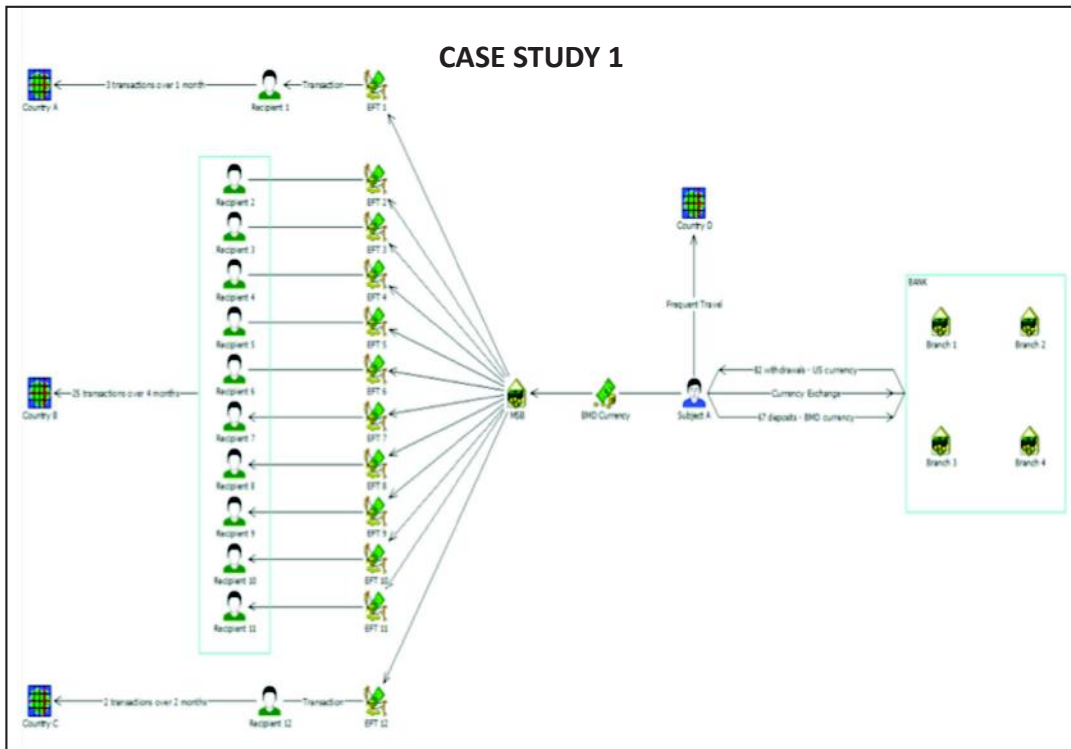 CASE STUDY 1
transactions over 1 month
Transaction
Country A
Recipient 1
EFT 1
Recipient 2
EFT 2
Recipient 3
EFT 3
Recipient 4
EFT 4
Recipient 5
EFT 5
Recipient 6
EFT 6
Recipient 7
EFT 7
Recipient 8
EFT 8
Recipient 9
EFT 9
Recipient 10
EFT 10
Recipient 11
EFT 11
25 transactions over 4 months
Country B
2 transactions over 2 months
Transaction
Country C
Recipient 12
EFT 12
MSB
BMD Currency
Subject A
Country D
Frequent Travel
82 withdrawals - US currency
Currency Exchange
67 deposits - BMD currency
BANK
Branch 1
Branch 2
Branch 3
Branch 4